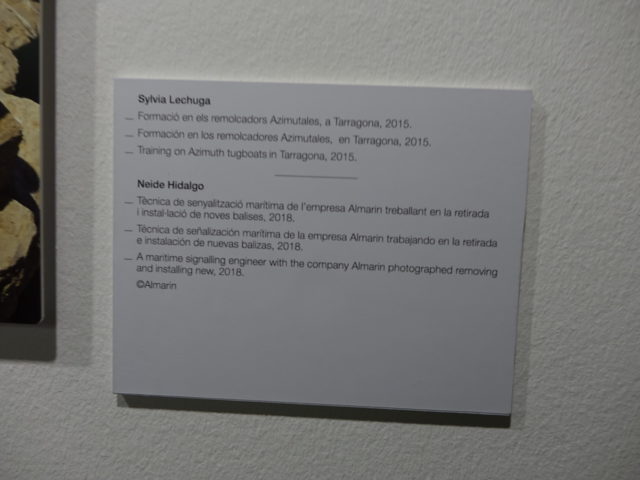 Sylvia Lechuga
— Formació en els remolcadors Azimutales, a Tarragona, 2015.
— Formación en los remolcadores Azimutales, en Tarragona, 2015.
— Training on Azimuth tugboats in Tarragona, 2015.
Neide Hidalgo
— Tècnica de senyalització marítima de l'empresa Almarin treballant en la retirada
i instal·lació de noves balises, 2018.
— Técnica de señalización marítima de la empresa Almarin trabajando en la retirada
e instalación de nuevas balizas, 2018.
— A maritime signalling engineer with the company Almarin photographed removing
and installing new, 2018.
©Almarin